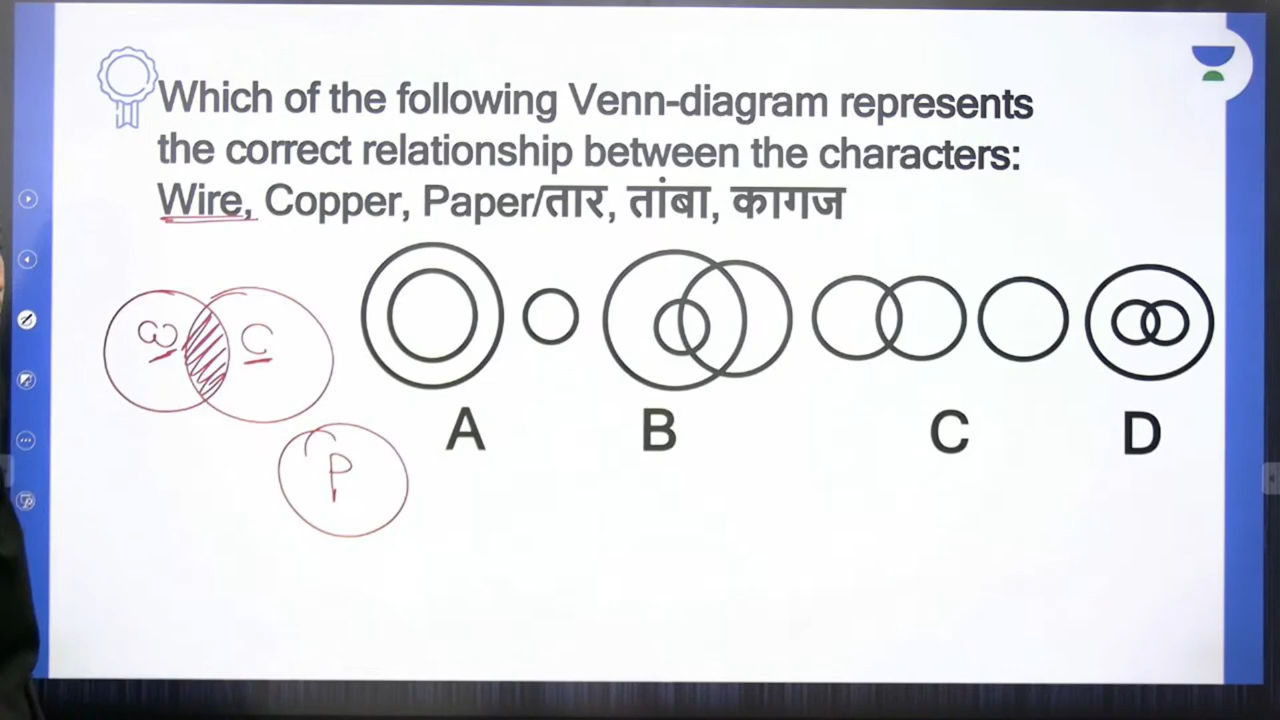 Which of the following Venn-diagram represents
the correct relationship between the characters:
Wire, Copper, Paper/तार, तांबा, कागज
W C
P
A B C D